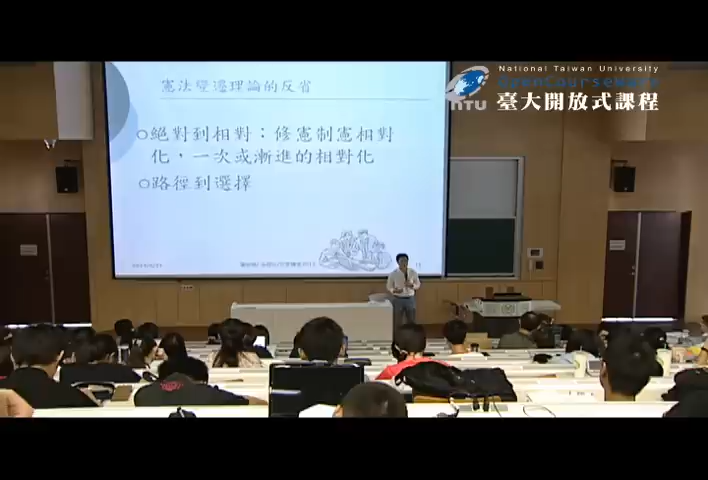 憲法變遷理論的反省
National Taiwan University
OpenCourseWare
NTU
臺大開放式課程
○絕對到相對：修憲制憲相對
化，一次或漸進的相對化
○路徑到選擇